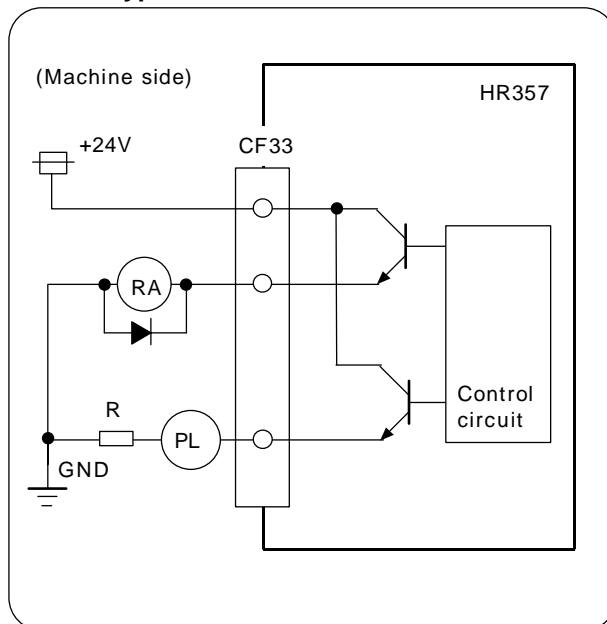 (Machine side)
HR357
+24V
CF33
RA
Control
circuit
R
PL
GND